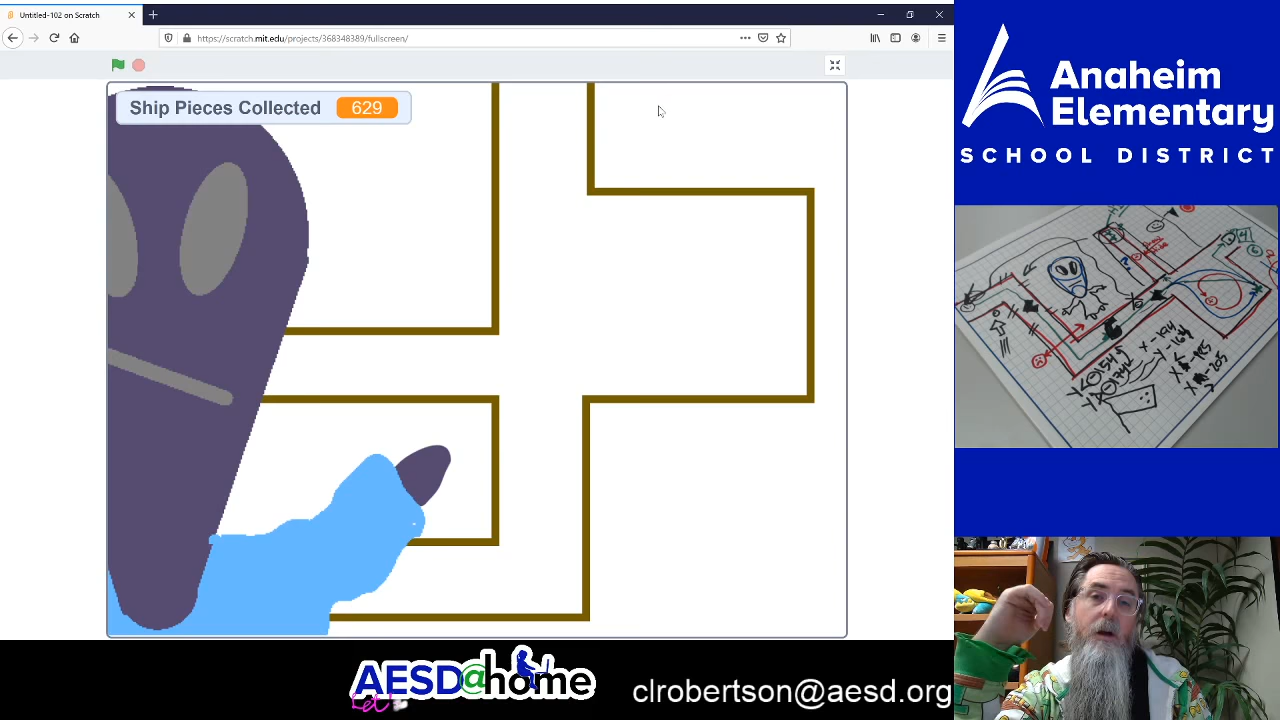 Untitled-102 on Scratch
https://scratch.mit.edu/projects/368348389/fullscreen/
Ship Pieces Collected 629
Anaheim
Elementary
SCHOOL DISTRICT
AESD@home
clrobertson@aesd.org